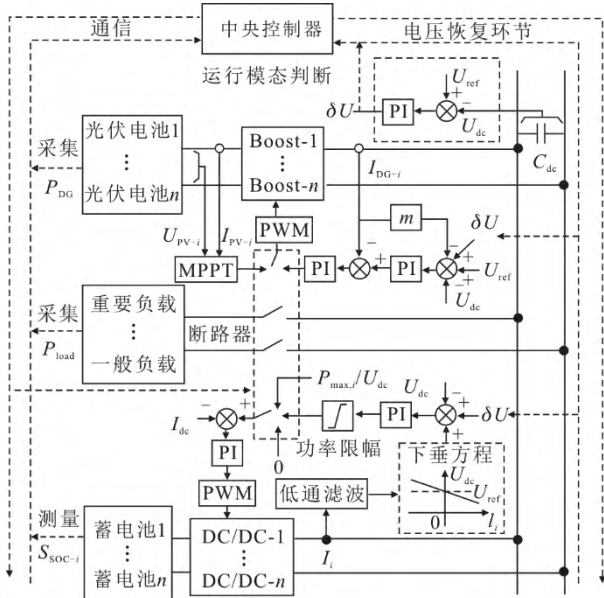 通信
中央控制器
电压恢复环节
运行模态判断
δU
PI
U_ref
+
−
U_dc
C_dc
采集
P_DG
光伏电池1
⋮
光伏电池n
Boost-1
⋮
Boost-n
I_DG-i
PWM
m
δU
U_PV-i
I_PV-i
MPPT
PI
−
+
PI
−
+
+
−
U_ref
U_dc
采集
P_load
重要负载
⋮
一般负载
断路器
P_max,i/U_dc
U_dc
I_dc
−
+
PI
−
+
+
δU
0
功率限幅
PI
PWM
下垂方程
U_dc
U_ref
0
l_i
低通滤波
测量
S_SOC-i
蓄电池1
⋮
蓄电池n
DC/DC-1
⋮
DC/DC-n
I_i